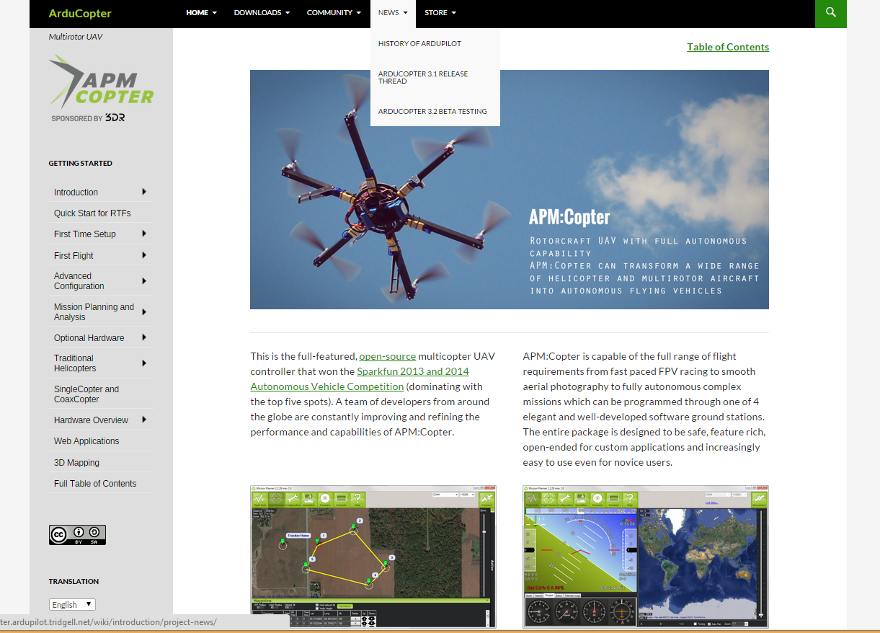 ArduCopter
HOME DOWNLOADS COMMUNITY NEWS STORE
Multirotor UAV
APM
COPTER
SPONSORED BY 3DR
HISTORY OF ARDUPILOT
ARDUCOPTER 3.1 RELEASE
THREAD
ARDUCOPTER 3.2 BETA TESTING
Table of Contents
GETTING STARTED
Introduction
Quick Start for RTFs
First Time Setup
First Flight
Advanced
Configuration
Mission Planning and
Analysis
Optional Hardware
Traditional
Helicopters
SingleCopter and
CoaxCopter
Hardware Overview
Web Applications
3D Mapping
Full Table of Contents
cc BY SA
TRANSLATION
English
APM:Copter
Rotorcraft UAV with full autonomous
capability
APM:Copter can transform a wide range
of helicopter and multirotor aircraft
into autonomous flying vehicles
This is the full-featured, open-source multicopter UAV
controller that won the Sparkfun 2013 and 2014
Autonomous Vehicle Competition (dominating with
the top five spots). A team of developers from around
the globe are constantly improving and refining the
performance and capabilities of APM:Copter.
APM:Copter is capable of the full range of flight
requirements from fast paced FPV racing to smooth
aerial photography to fully autonomous complex
missions which can be programmed through one of 4
elegant and well-developed software ground stations.
The entire package is designed to be safe, feature rich,
open-ended for custom applications and increasingly
easy to use even for novice users.
ter.ardupilot.tridgell.net/wiki/introduction/project-news/